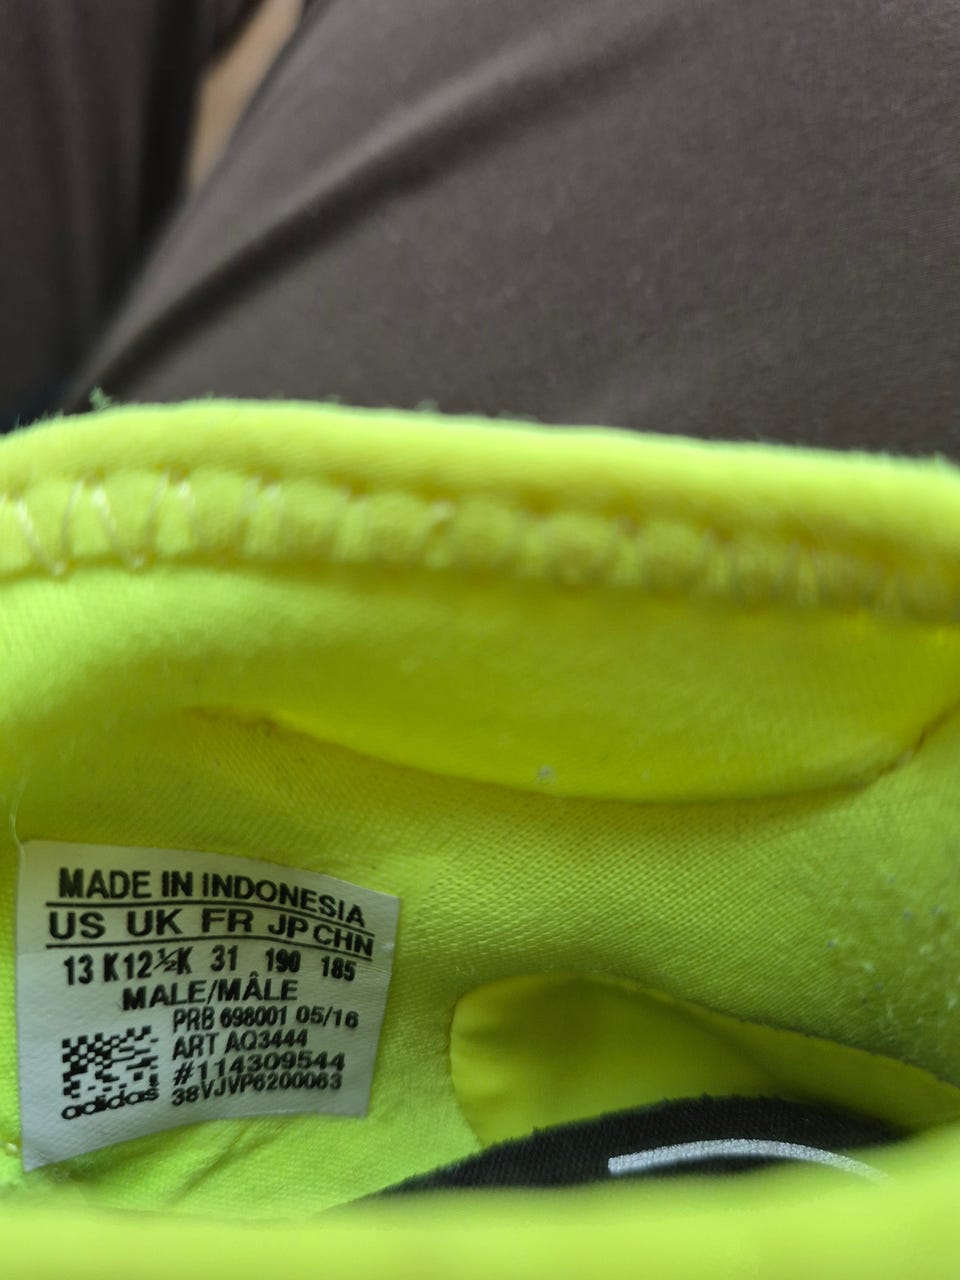 MADE IN INDONESIA
US UK FR JP CHN
13 K 12½K 31 190 185
MALE/MÂLE
PRB 698001 05/16
ART AQ3444
#114309544
38VJVP6200063
adidas